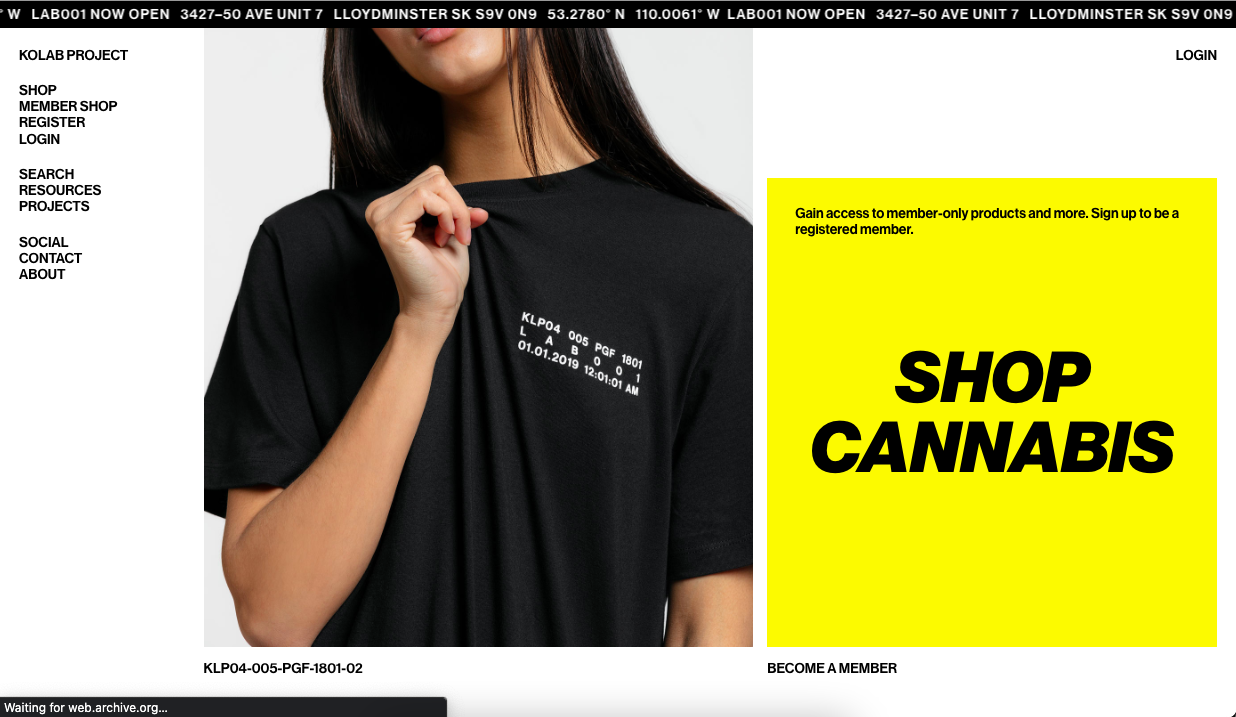 ° W LAB001 NOW OPEN 3427–50 AVE UNIT 7 LLOYDMINSTER SK S9V 0N9 53.2780° N 110.0061° W LAB001 NOW OPEN 3427–50 AVE UNIT 7 LLOYDMINSTER SK S9V 0N9
KOLAB PROJECT
LOGIN
SHOP
MEMBER SHOP
REGISTER
LOGIN
SEARCH
RESOURCES
PROJECTS
SOCIAL
CONTACT
ABOUT
KLP04 005 PGF 1801
L A B 0 0 1
01.01.2019 12:01:01 AM
KLP04-005-PGF-1801-02
Gain access to member-only products and more. Sign up to be a
registered member.
SHOP
CANNABIS
BECOME A MEMBER
Waiting for web.archive.org...